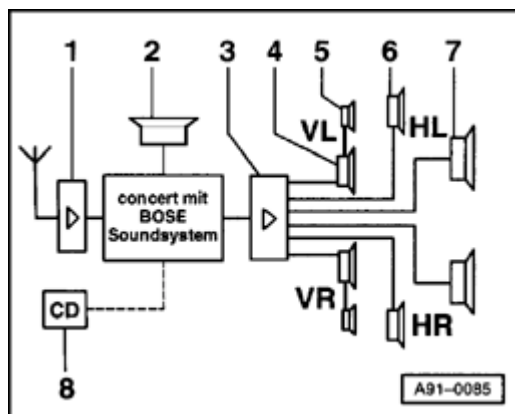 1 2 3 4 5 6 7
VL HL
concert mit
BOSE
Soundsystem
CD
VR HR
8
A91-0085